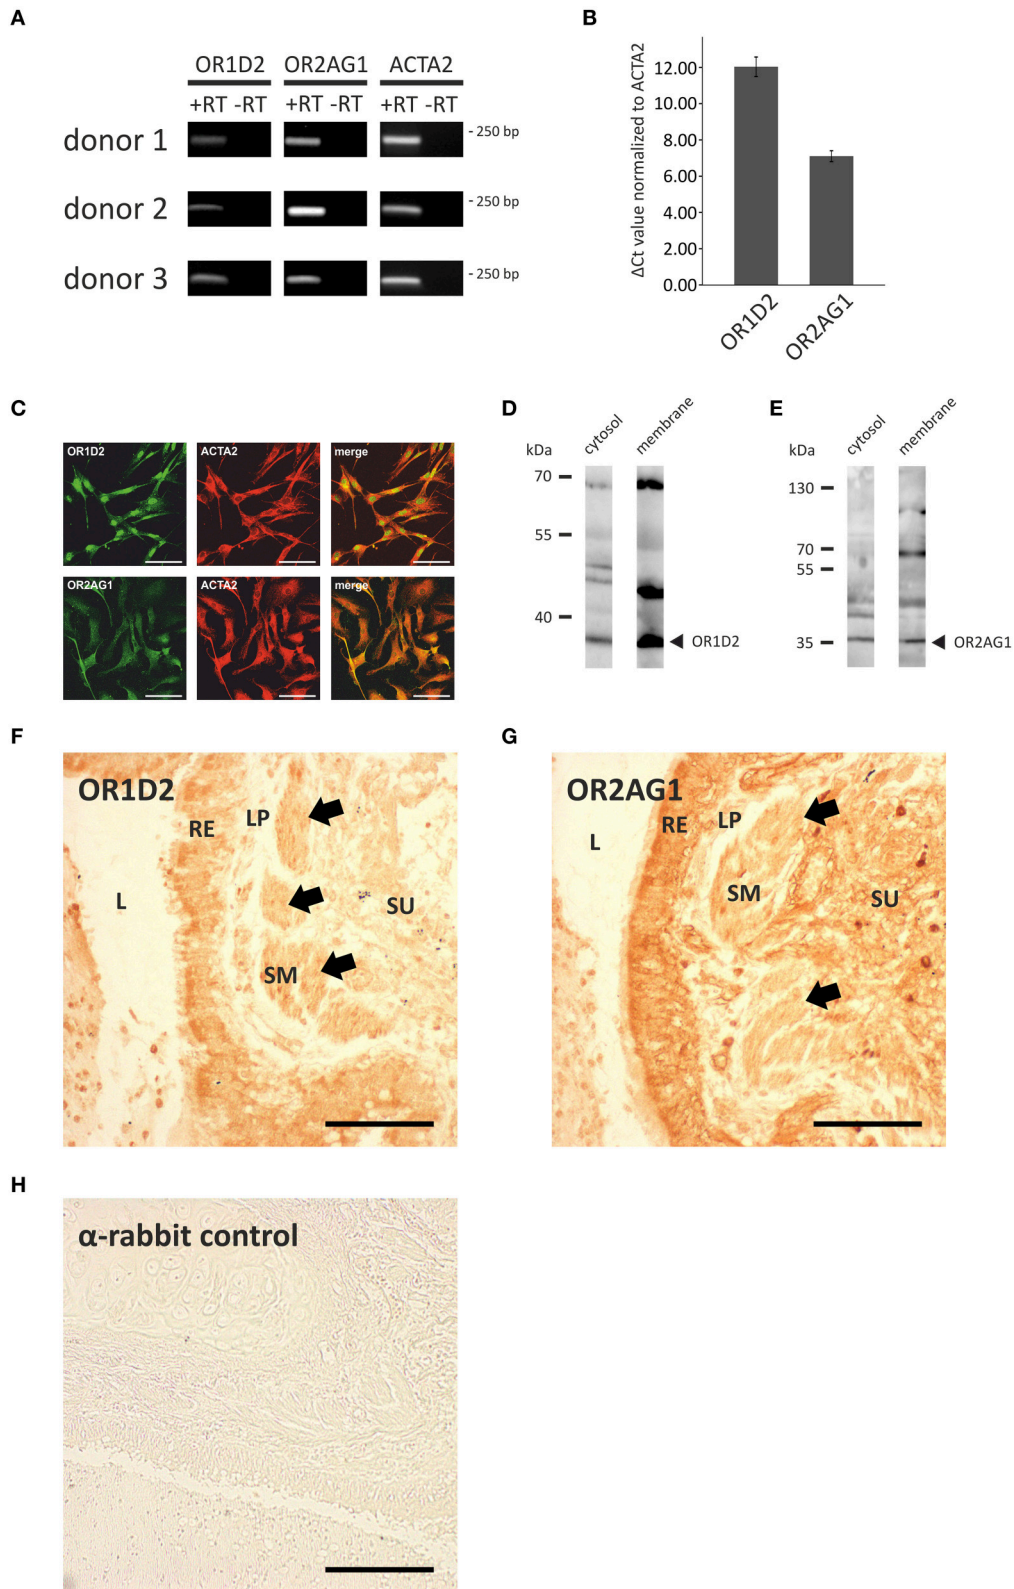 A
OR1D2 OR2AG1 ACTA2
+RT -RT +RT -RT +RT -RT
donor 1
- 250 bp
donor 2
- 250 bp
donor 3
- 250 bp
B
ΔCt value normalized to ACTA2
12.00
10.00
8.00
6.00
4.00
2.00
0.00
OR1D2
OR2AG1
C
OR1D2
ACTA2
merge
OR2AG1
ACTA2
merge
D
cytosol
membrane
kDa
70
55
40
OR1D2
E
cytosol
membrane
kDa
130
70
55
35
OR2AG1
F
OR1D2
L
RE
LP
SM
SU
G
OR2AG1
L
RE
LP
SM
SU
H
α-rabbit control